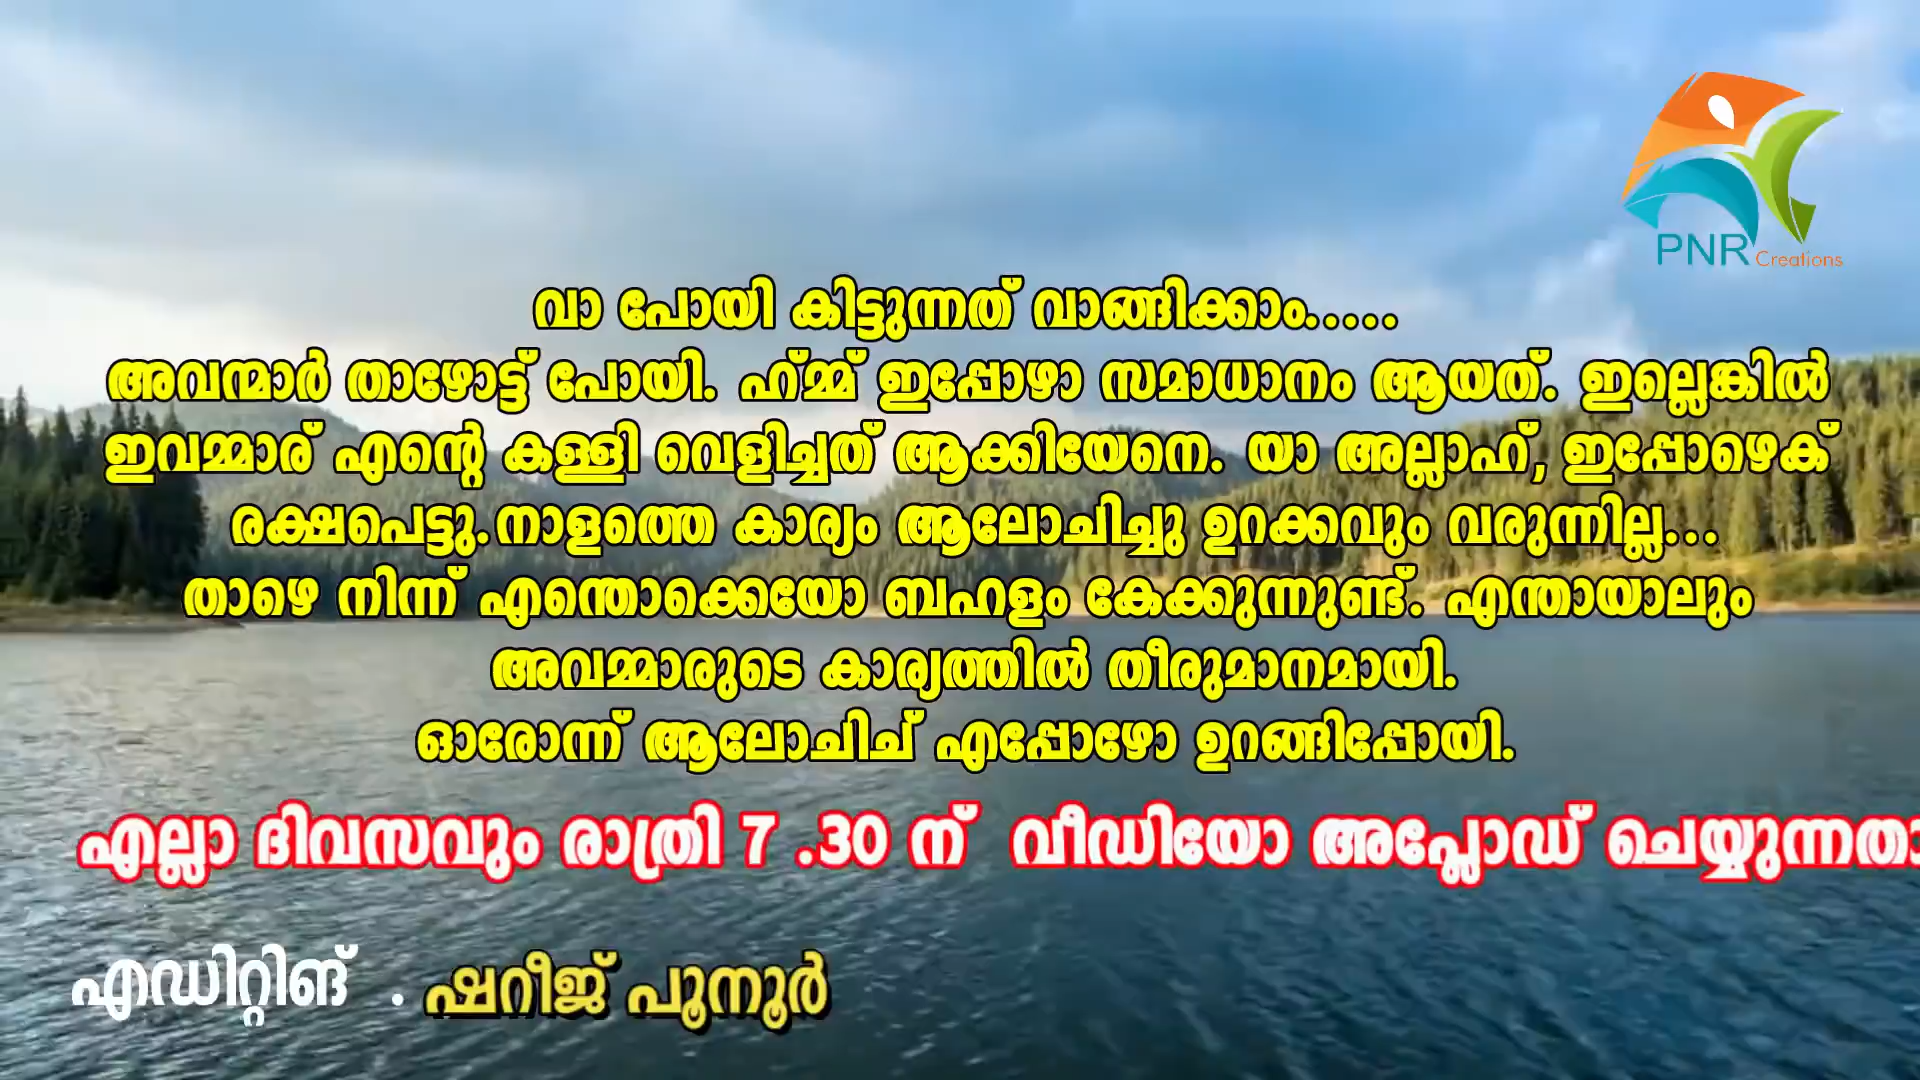 PNR Creations
വാ പോയി കിട്ടുന്നത് വാങ്ങിക്കാം.....
അവന്മാർ താഴോട്ട് പോയി. ഹ്മ്മ് ഇപ്പോഴാ സമാധാനം ആയത്. ഇല്ലെങ്കിൽ
ഇവമ്മാര് എന്റെ കള്ളി വെളിച്ചത് ആക്കിയേനെ. യാ അല്ലാഹ്, ഇപ്പോഴെക്
രക്ഷപെട്ടു.നാളത്തെ കാര്യം ആലോചിച്ചു ഉറക്കവും വരുന്നില്ല...
താഴെ നിന്ന് എന്തൊക്കെയോ ബഹളം കേക്കുന്നുണ്ട്. എന്തായാലും
അവമ്മാരുടെ കാര്യത്തിൽ തീരുമാനമായി.
ഓരോന്ന് ആലോചിച് എപ്പോഴോ ഉറങ്ങിപ്പോയി.
എല്ലാ ദിവസവും രാത്രി 7 .30 ന് വീഡിയോ അപ്ലോഡ് ചെയ്യുന്നതാ
എഡിറ്റിങ് . ഷറീജ് പൂനൂർ